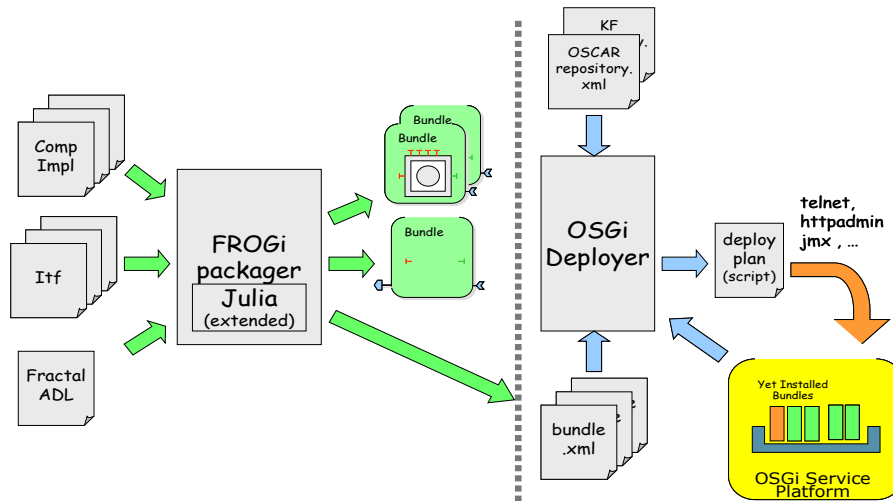 Comp
Impl
Itf
Fractal
ADL
FROGi
packager
Julia
(extended)
Bundle
Bundle
Bundle
KF
OSCAR
repository.
xml
OSGi
Deployer
bundle
.xml
deploy
plan
(script)
telnet,
httpadmin
jmx , ...
Yet Installed
Bundles
OSGi Service
Platform